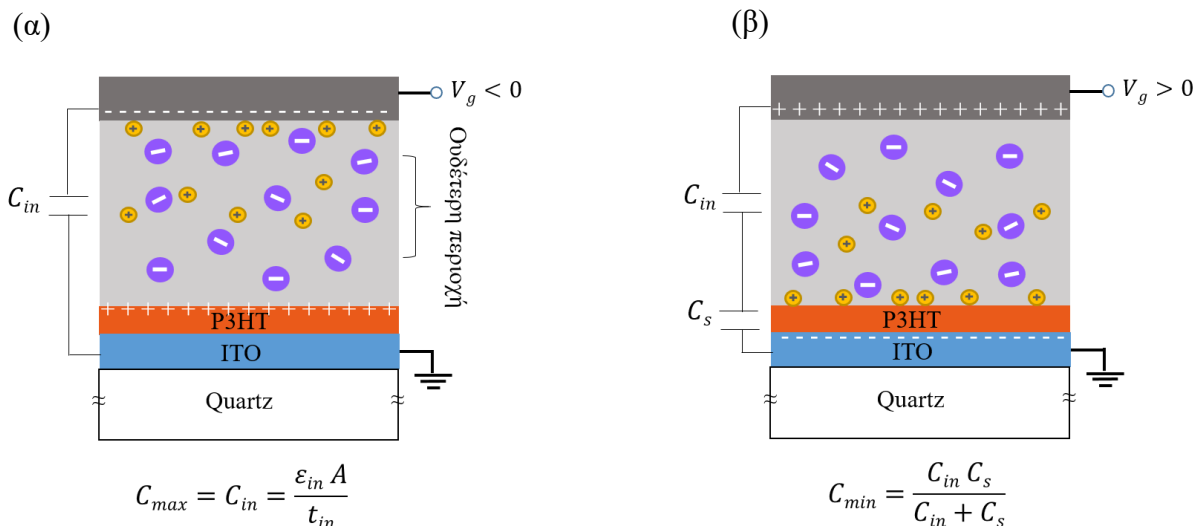 (α)
V_g < 0
C_in
Ουδέτερη περιοχή
P3HT
ITO
Quartz
C_max = C_in = ε_in A / t_in
(β)
V_g > 0
C_in
C_s
P3HT
ITO
Quartz
C_min = C_in C_s / C_in + C_s